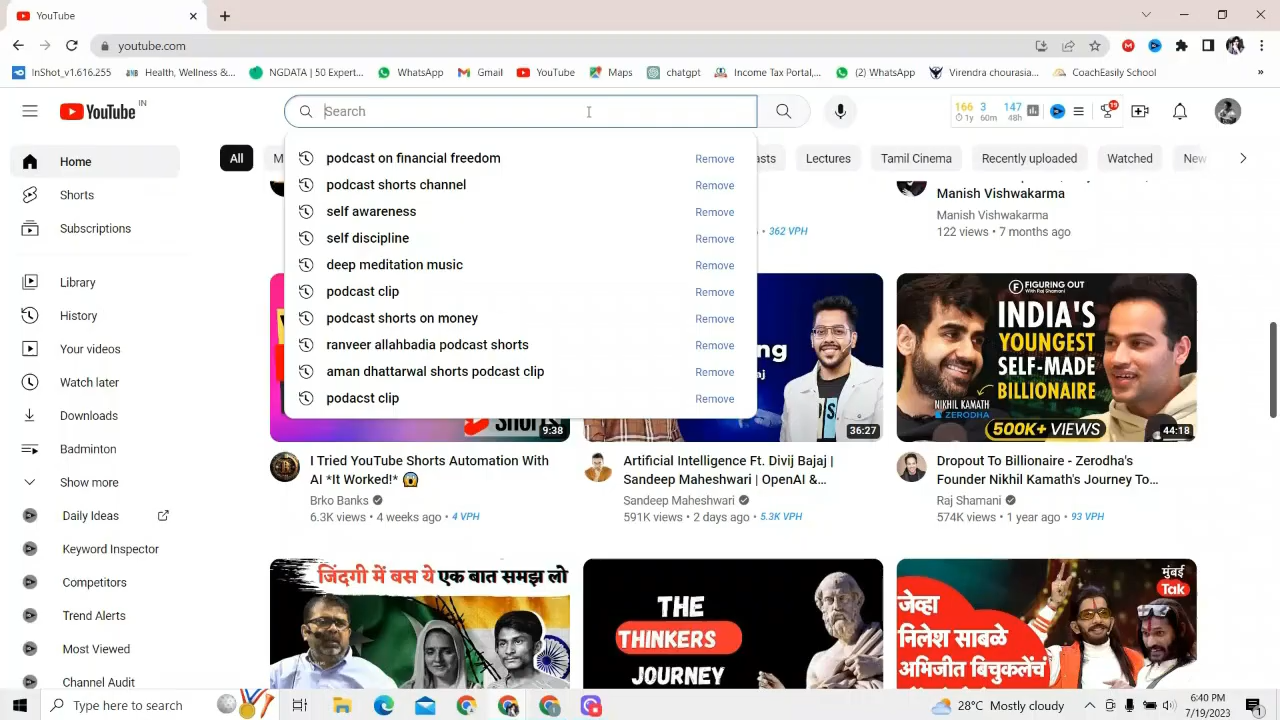 YouTube
youtube.com
InShot_v1.616.255
Health, Wellness &...
NGDATA | 50 Expert...
WhatsApp
Gmail
YouTube
Maps
chatgpt
Income Tax Portal,...
(2) WhatsApp
Virendra chourasia...
CoachEasily School
»
YouTube IN
Search
166 3 147
1y 60m 48h
19
Home
All
M
asts
Lectures
Tamil Cinema
Recently uploaded
Watched
New
podcast on financial freedom Remove
podcast shorts channel Remove
self awareness Remove
self discipline Remove
deep meditation music Remove
podcast clip Remove
podcast shorts on money Remove
ranveer allahbadia podcast shorts Remove
aman dhattarwal shorts podcast clip Remove
podacst clip Remove
Shorts
Subscriptions
Library
History
Your videos
Watch later
Downloads
Badminton
Show more
Daily Ideas
Keyword Inspector
Competitors
Trend Alerts
Most Viewed
Channel Audit
• 362 VPH
Manish Vishwakarma
Manish Vishwakarma
122 views • 7 months ago
9:38
I Tried YouTube Shorts Automation With
AI *It Worked!* 😱
Brko Banks
6.3K views • 4 weeks ago • 4 VPH
ng
aj
36:27
Artificial Intelligence Ft. Divij Bajaj |
Sandeep Maheshwari | OpenAI &...
Sandeep Maheshwari
591K views • 2 days ago • 5.3K VPH
FIGURING OUT
With Raj Shamani
INDIA'S
YOUNGEST
SELF-MADE
BILLIONAIRE
NIKHIL KAMATH
ZERODHA
500K+ VIEWS
44:18
Dropout To Billionaire - Zerodha's
Founder Nikhil Kamath's Journey To...
Raj Shamani
574K views • 1 year ago • 93 VPH
जिंदगी में बस ये एक बात समझ लो
THE
THINKERS
JOURNEY
मुंबई
Tak
जेव्हा
निलेश साबळे
अभिजीत बिचुकलेंचं
Type here to search
28°C Mostly cloudy
6:40 PM
7/19/2023
1